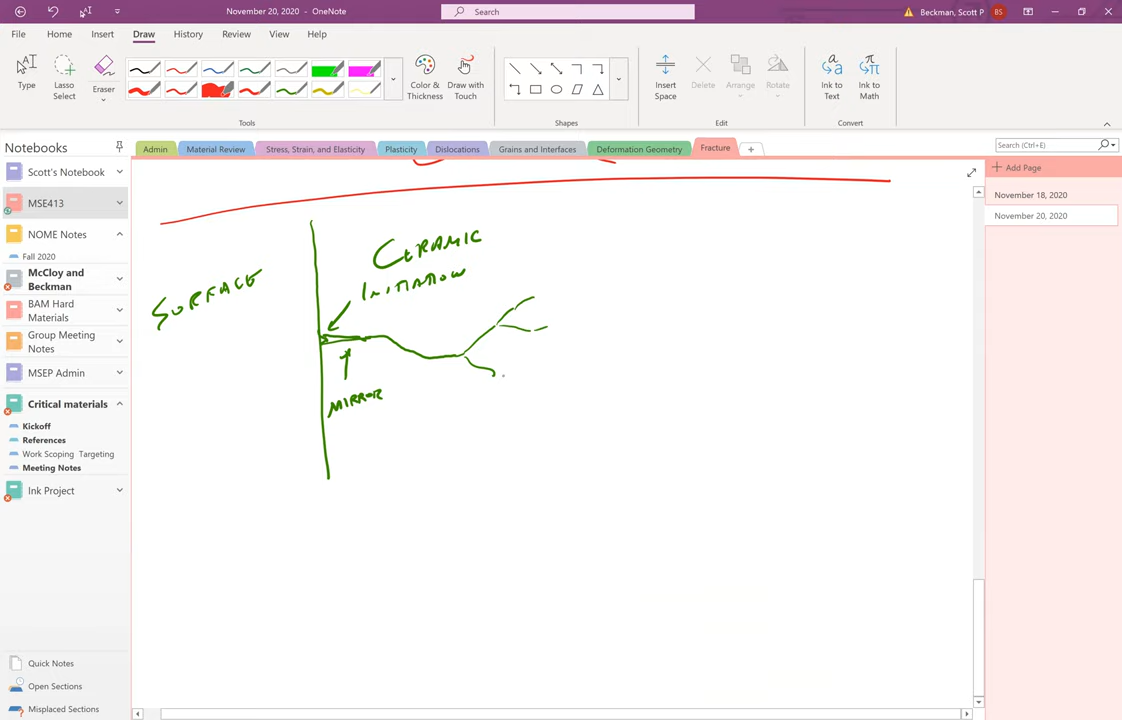 November 20, 2020 - OneNote
Search
Beckman, Scott P
BS
File
Home
Insert
Draw
History
Review
View
Help
Type
Lasso
Select
Eraser
Color &
Thickness
Draw with
Touch
Insert
Space
Delete
Arrange
Rotate
Ink to
Text
Ink to
Math
Tools
Shapes
Edit
Convert
Notebooks
Admin
Material Review
Stress, Strain, and Elasticity
Plasticity
Dislocations
Grains and Interfaces
Deformation Geometry
Fracture
Search (Ctrl+E)
Scott's Notebook
MSE413
NOME Notes
Fall 2020
McCloy and
Beckman
BAM Hard
Materials
Group Meeting
Notes
MSEP Admin
Critical materials
Kickoff
References
Work Scoping Targeting
Meeting Notes
Ink Project
Quick Notes
Open Sections
Misplaced Sections
CERAMIC
INITIATION
SURFACE
MIRROR
Add Page
November 18, 2020
November 20, 2020